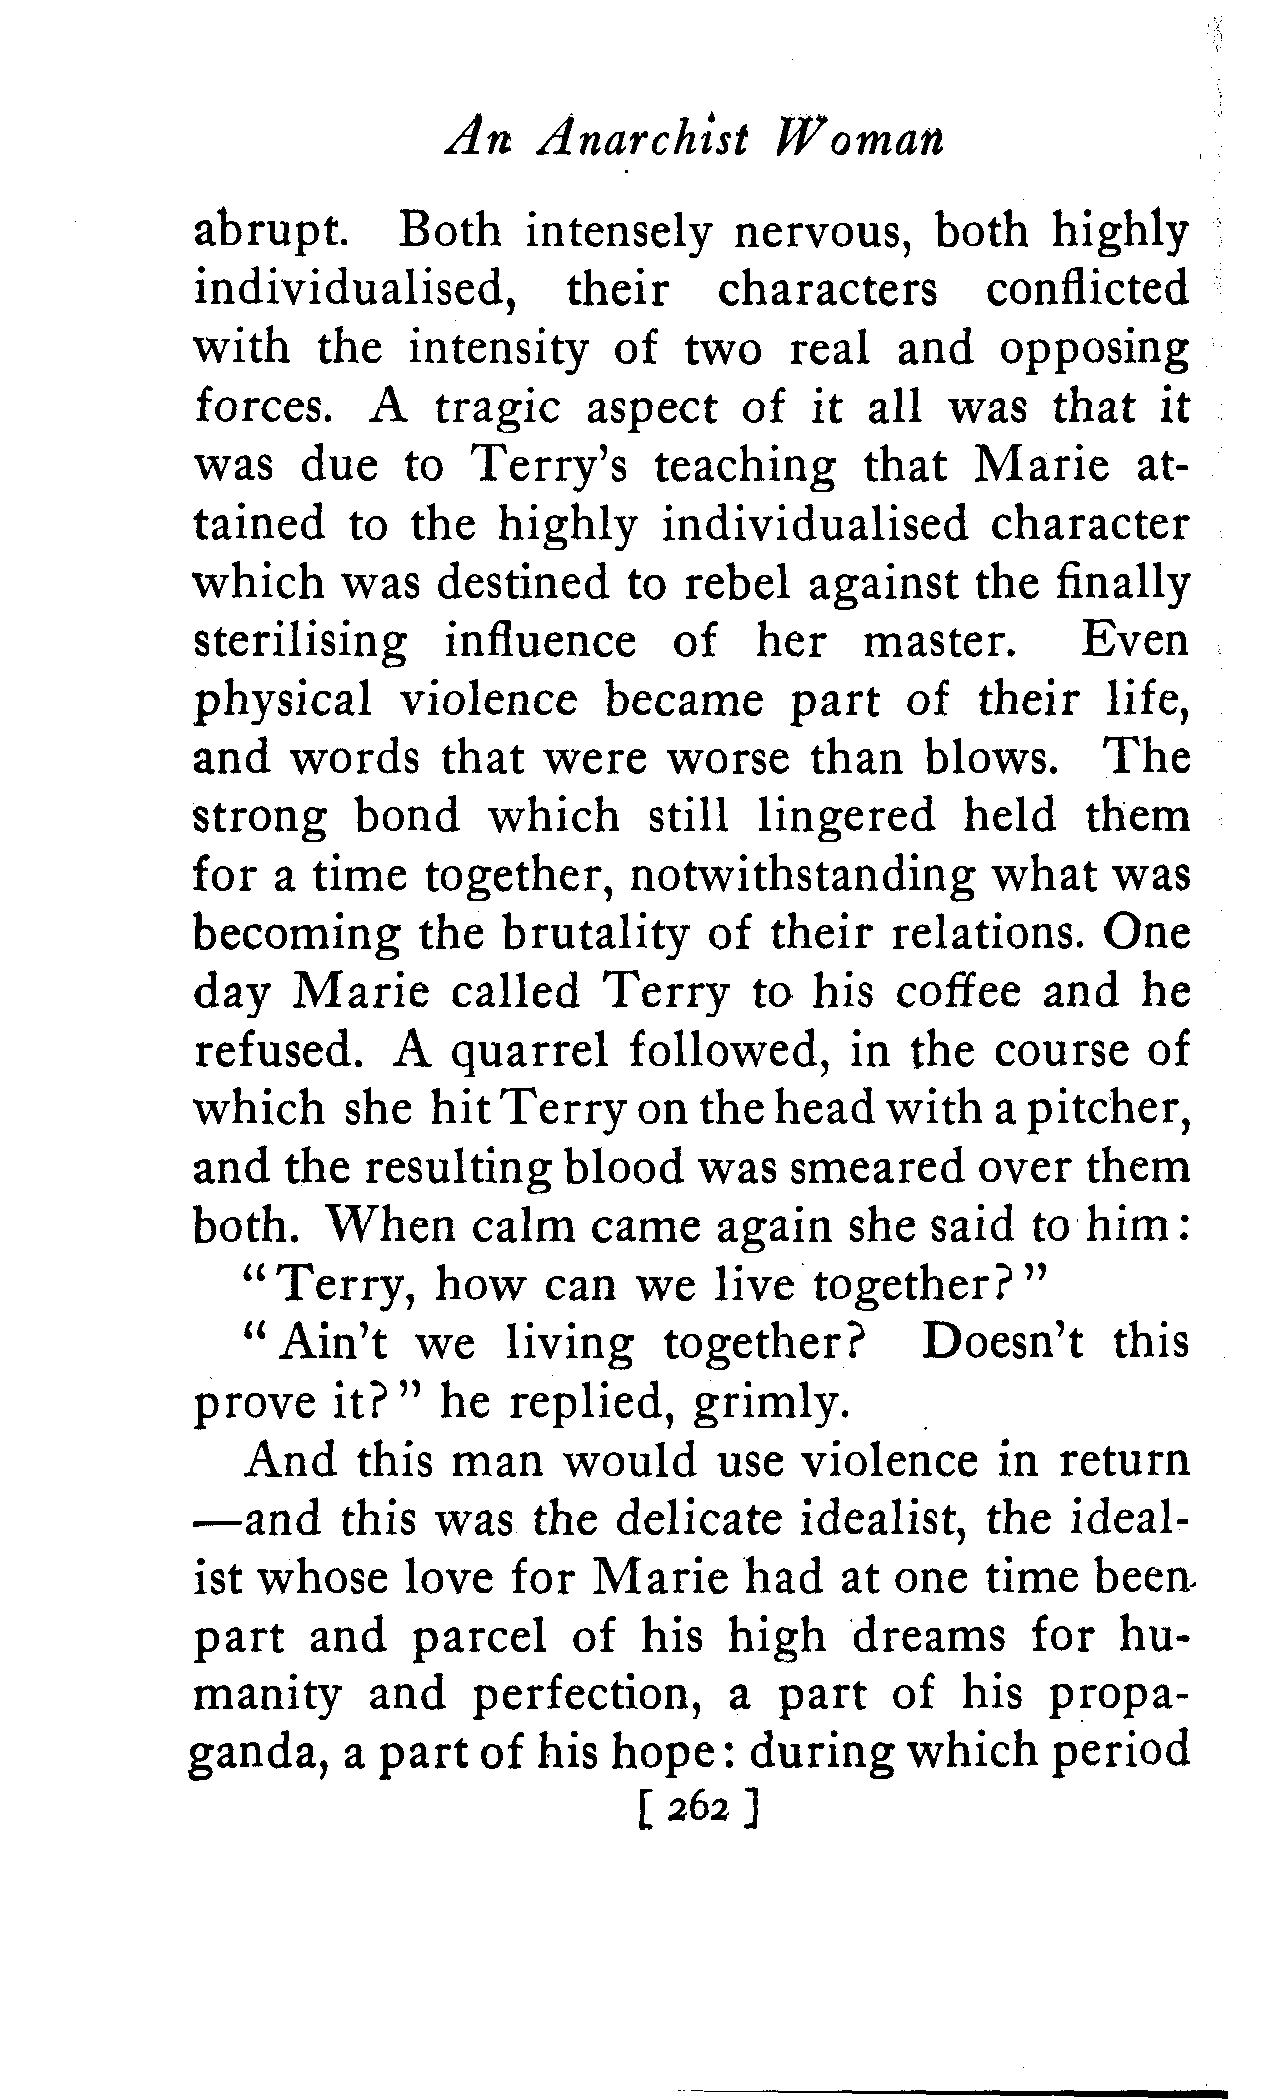 An Anarchist Woman
abrupt. Both intensely nervous, both highly
individualised, their characters conflicted
with the intensity of two real and opposing
forces. A tragic aspect of it all was that it
was due to Terry's teaching that Marie at-
tained to the highly individualised character
which was destined to rebel against the finally
sterilising influence of her master. Even
physical violence became part of their life,
and words that were worse than blows. The
strong bond which still lingered held them
for a time together, notwithstanding what was
becoming the brutality of their relations. One
day Marie called Terry to his coffee and he
refused. A quarrel followed, in the course of
which she hit Terry on the head with a pitcher,
and the resulting blood was smeared over them
both. When calm came again she said to him:
"Terry, how can we live together?"
"Ain't we living together? Doesn't this
prove it?" he replied, grimly.
And this man would use violence in return
—and this was the delicate idealist, the ideal-
ist whose love for Marie had at one time been
part and parcel of his high dreams for hu-
manity and perfection, a part of his propa-
ganda, a part of his hope: during which period
[ 262 ]